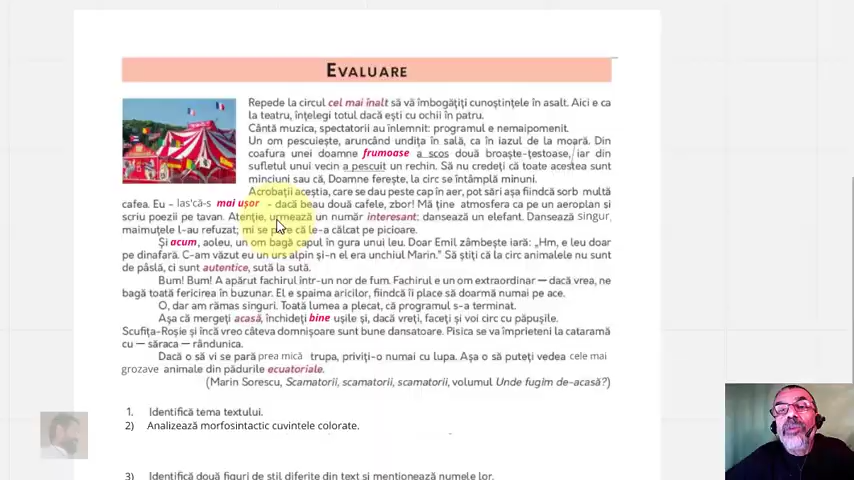 EVALUARE
Repede la circul cel mai înalt să vă îmbogățiți cunoștințele în asalt. Aici e ca
la teatru, înțelegi totul dacă ești cu ochii în patru.
Cântă muzica, spectatorii au înlemnit: programul e nemaipomenit.
Un om pescuiește, aruncând undița în sală, ca în iazul de la moară. Din
coafura unei doamne frumoase a scos două broaște-țestoase, iar din
sufletul unui vecin a pescuit un rechin. Să nu credeți că toate acestea sunt
minciuni sau că, Doamne ferește, la circ se întâmplă minuni.
Acrobații aceștia, care se dau peste cap în aer, pot sări așa fiindcă sorb multă
cafea. Eu - las'că-s mai ușor - dacă beau două cafele, zbor! Mă ține atmosfera ca pe un aeroplan si
scriu poezii pe tavan. Atenție, urmează un număr interesant: dansează un elefant. Dansează singur,
maimuțele l-au refuzat; mi se pare că le-a călcat pe picioare.
Și acum, aoleu, un om bagă capul în gura unui leu. Doar Emil zâmbește iară: „Hm, e leu doar
pe dinafară. C-am văzut eu un urs alpin și-n el era unchiul Marin.” Să știți că la circ animalele nu sunt
de pâslă, ci sunt autentice, sută la sută.
Bum! Bum! A apărut fachirul într-un nor de fum. Fachirul e un om extraordinar — dacă vrea, ne
bagă toată fericirea în buzunar. El e spaima aricilor, fiindcă îi place să doarmă numai pe ace.
O, dar am rămas singuri. Toată lumea a plecat, că programul s-a terminat.
Așa că mergeți acasă, închideți bine ușile și, dacă vreți, faceți și voi circ cu păpușile.
Scufița-Roșie și încă vreo câteva domnișoare sunt bune dansatoare. Pisica se va împrieteni la cataramă
cu — săraca — rândunica.
Dacă o să vi se pară prea mică trupa, priviți-o numai cu lupa. Așa o să puteți vedea cele mai
grozave animale din pădurile ecuatoriale.
(Marin Sorescu, Scamatorii, scamatorii, scamatorii, volumul Unde fugim de-acasă?)
1. Identifică tema textului.
2) Analizează morfosintactic cuvintele colorate.
3) Identifică două figuri de stil diferite din text și menționează numele lor.